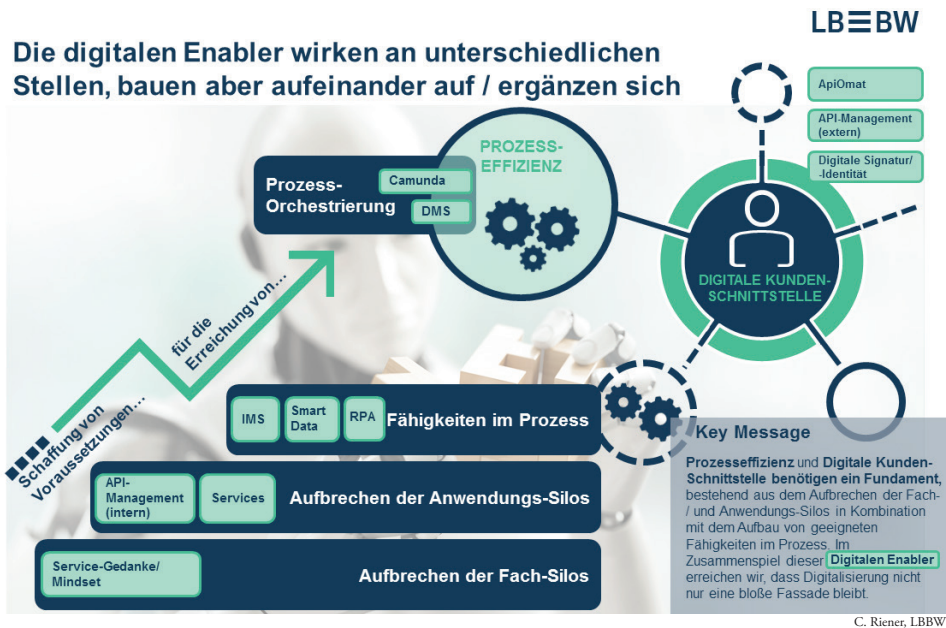 LB≡BW
Die digitalen Enabler wirken an unterschiedlichen
Stellen, bauen aber aufeinander auf / ergänzen sich
ApiOmat
API-Management
(extern)
Digitale Signatur/
-Identität
PROZESS-
EFFIZIENZ
Prozess-
Orchestrierung
Camunda
DMS
DIGITALE KUNDEN-
SCHNITTSTELLE
für die
Erreichung von...
Schaffung von
Voraussetzungen...
IMS
Smart
Data
RPA
Fähigkeiten im Prozess
API-
Management
(intern)
Services
Aufbrechen der Anwendungs-Silos
Service-Gedanke/
Mindset
Aufbrechen der Fach-Silos
Key Message
Prozesseffizienz und Digitale Kunden-
Schnittstelle benötigen ein Fundament,
bestehend aus dem Aufbrechen der Fach-
/ und Anwendungs-Silos in Kombination
mit dem Aufbau von geeigneten
Fähigkeiten im Prozess. Im
Zusammenspiel dieser Digitalen Enabler
erreichen wir, dass Digitalisierung nicht
nur eine bloße Fassade bleibt.
C. Riener, LBBW